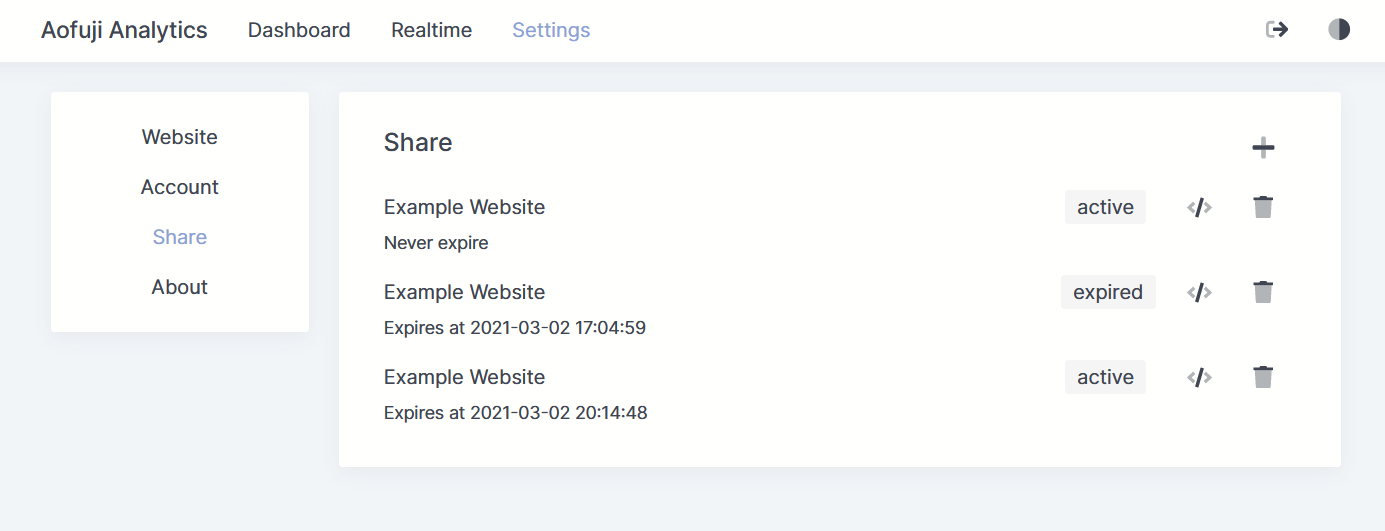 Aofuji Analytics Dashboard Realtime Settings
Website
Account
Share
About
Share
Example Website active
Never expire
Example Website expired
Expires at 2021-03-02 17:04:59
Example Website active
Expires at 2021-03-02 20:14:48